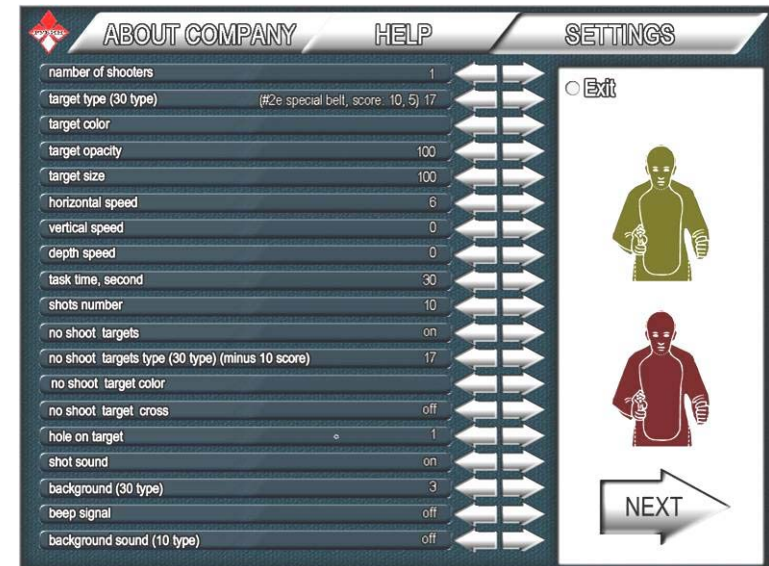 ABOUT COMPANY HELP SETTINGS
namber of shooters 1
target type (30 type) (#2e special belt, score: 10, 5) 17
target color
target opacity 100
target size 100
horizontal speed 6
vertical speed 0
depth speed 0
task time, second 30
shots number 10
no shoot targets on
no shoot targets type (30 type) (minus 10 score) 17
no shoot target color
no shoot target cross off
hole on target 1
shot sound on
background (30 type) 3
beep signal off
background sound (10 type) off
Exit
NEXT